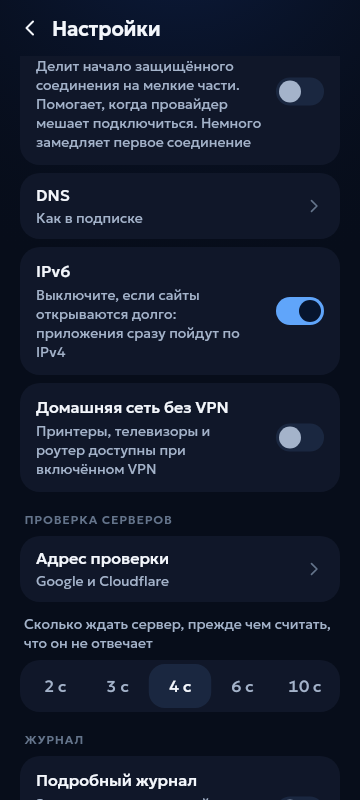 Настройки
Делит начало защищённого
соединения на мелкие части.
Помогает, когда провайдер
мешает подключиться. Немного
замедляет первое соединение
DNS
Как в подписке
IPv6
Выключите, если сайты
открываются долго:
приложения сразу пойдут по
IPv4
Домашняя сеть без VPN
Принтеры, телевизоры и
роутер доступны при
включённом VPN
ПРОВЕРКА СЕРВЕРОВ
Адрес проверки
Google и Cloudflare
Сколько ждать сервер, прежде чем считать,
что он не отвечает
2 с 3 с 4 с 6 с 10 с
ЖУРНАЛ
Подробный журнал